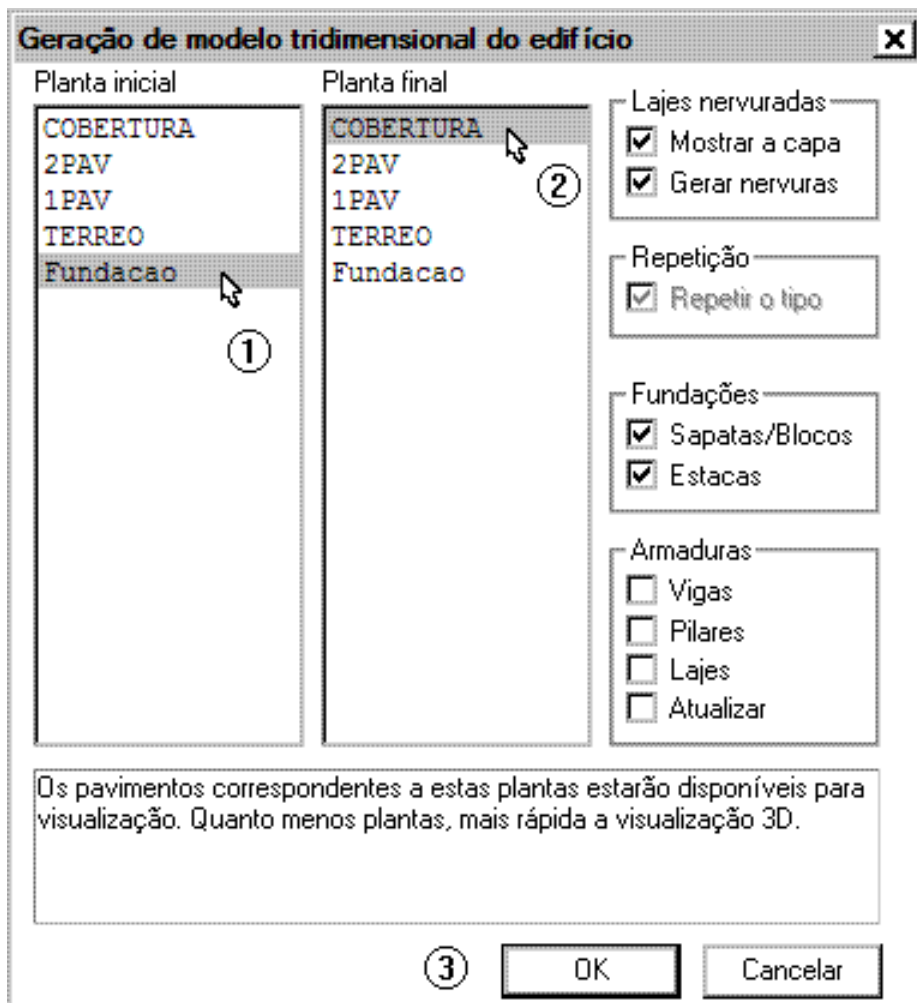 Geração de modelo tridimensional do edifício
Planta inicial
COBERTURA
2PAV
1PAV
TERREO
Fundacao
1
Planta final
COBERTURA
2PAV
1PAV
TERREO
Fundacao
2
Lajes nervuradas
Mostrar a capa
Gerar nervuras
Repetição
Repetir o tipo
Fundações
Sapatas/Blocos
Estacas
Armaduras
Vigas
Pilares
Lajes
Atualizar
Os pavimentos correspondentes a estas plantas estarão disponíveis para
visualização. Quanto menos plantas, mais rápida a visualização 3D.
3
OK
Cancelar